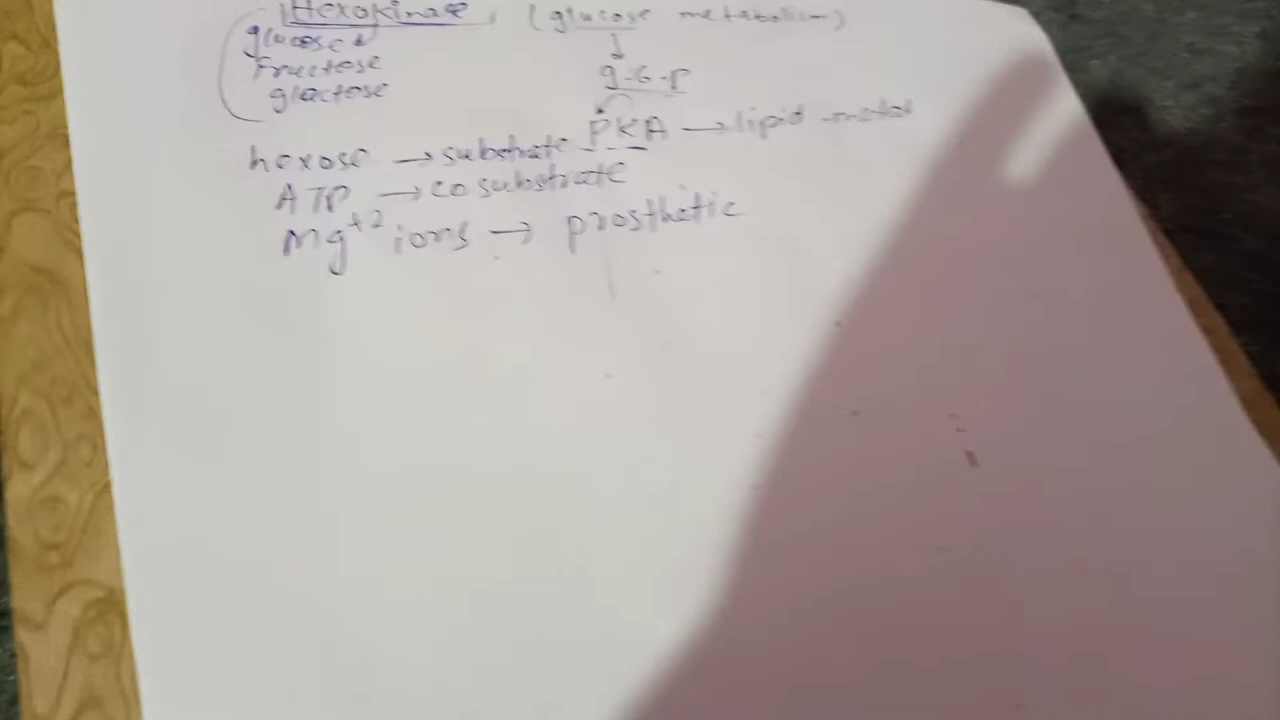 Hexokinase, (glucose metabolism)
glucose
↓
Fructose
g-6-p
glactose
PKA → lipid
hexose → substrate
ATP → cosubstrate
Mg+2 ions → prosthetic